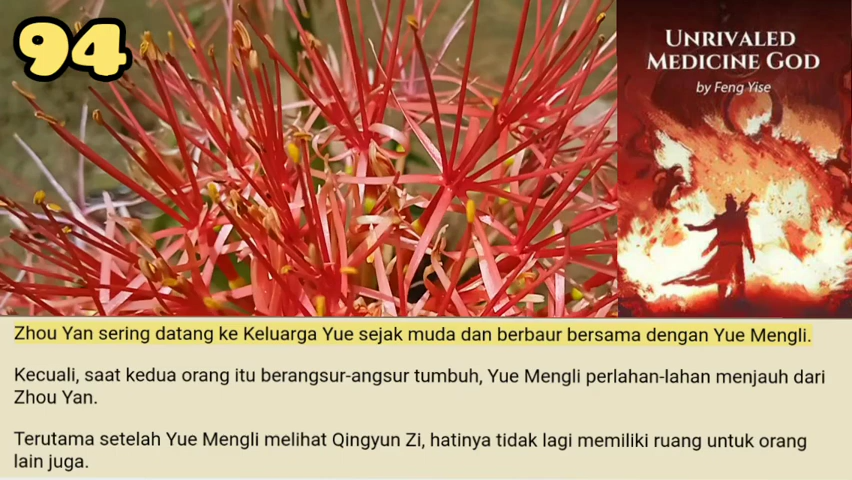 94
UNRIVALED
MEDICINE GOD
by Feng Yise
Zhou Yan sering datang ke Keluarga Yue sejak muda dan berbaur bersama dengan Yue Mengli.
Kecuali, saat kedua orang itu berangsur-angsur tumbuh, Yue Mengli perlahan-lahan menjauh dari
Zhou Yan.
Terutama setelah Yue Mengli melihat Qingyun Zi, hatinya tidak lagi memiliki ruang untuk orang
lain juga.